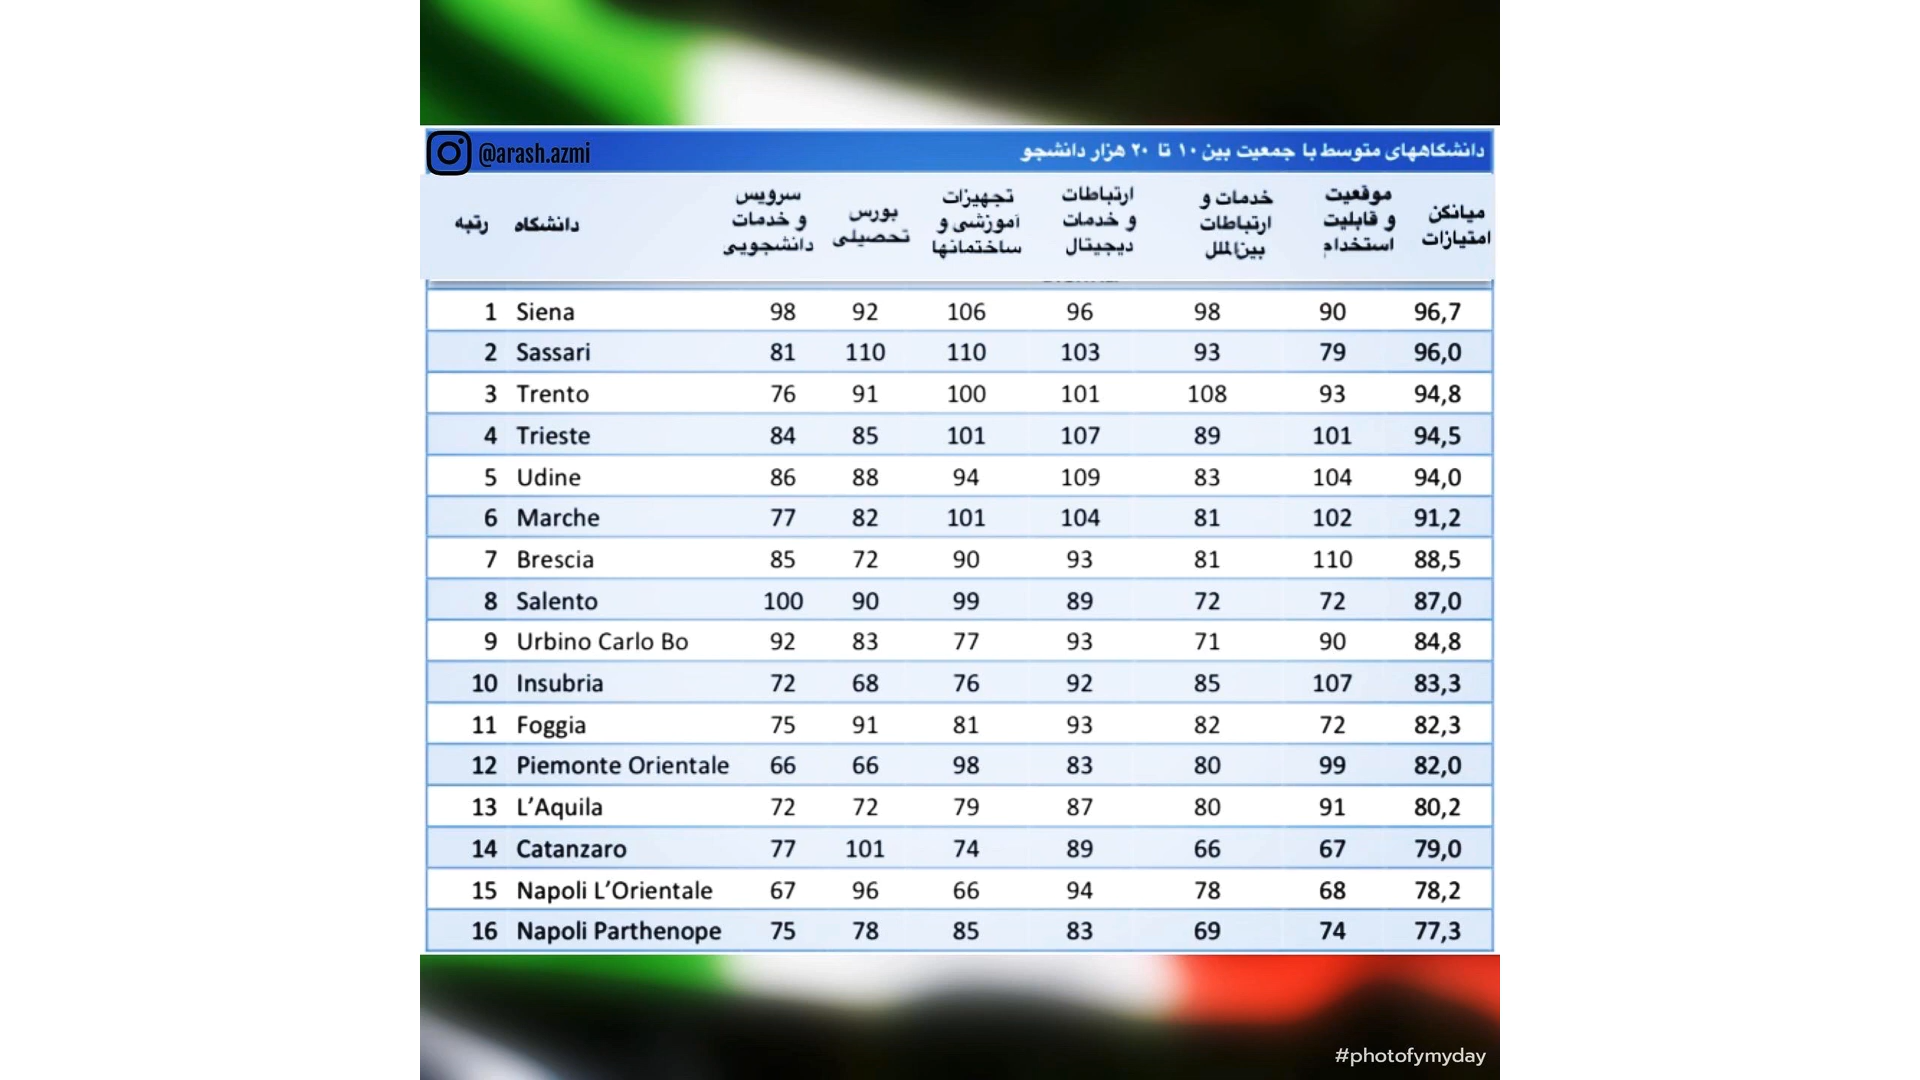 @arash.azmi
دانشگاههای متوسط با جمعیت بین ۱۰ تا ۲۰ هزار دانشجو
رتبه دانشگاه سرویس و خدمات دانشجویی بورس تحصیلی تجهیزات آموزشی و ساختمانها ارتباطات و خدمات دیجیتال خدمات و ارتباطات بین‌الملل موقعیت و قابلیت استخدام میانکن امتیازات
1 Siena 98 92 106 96 98 90 96,7
2 Sassari 81 110 110 103 93 79 96,0
3 Trento 76 91 100 101 108 93 94,8
4 Trieste 84 85 101 107 89 101 94,5
5 Udine 86 88 94 109 83 104 94,0
6 Marche 77 82 101 104 81 102 91,2
7 Brescia 85 72 90 93 81 110 88,5
8 Salento 100 90 99 89 72 72 87,0
9 Urbino Carlo Bo 92 83 77 93 71 90 84,8
10 Insubria 72 68 76 92 85 107 83,3
11 Foggia 75 91 81 93 82 72 82,3
12 Piemonte Orientale 66 66 98 83 80 99 82,0
13 L’Aquila 72 72 79 87 80 91 80,2
14 Catanzaro 77 101 74 89 66 67 79,0
15 Napoli L’Orientale 67 96 66 94 78 68 78,2
16 Napoli Parthenope 75 78 85 83 69 74 77,3
#photofymyday